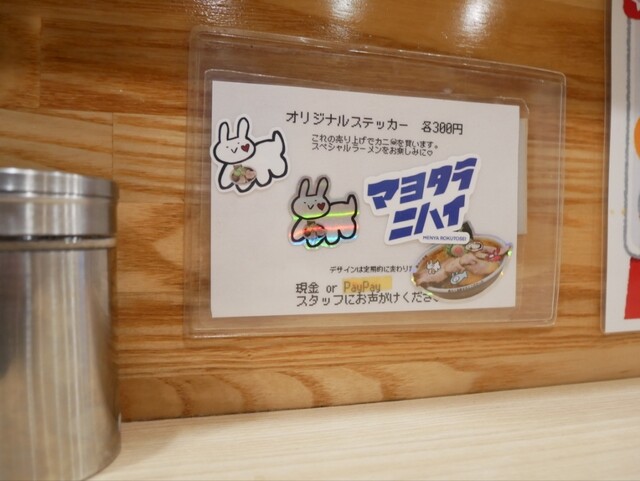 オリジナルステッカー 各300円
これの売り上げでカニ🦀を買います。
スペシャルラーメンをお楽しみに♡
マヨタラ
ニハイ
MENYA ROKUTOSEI
デザインは定期的に変わりま
現金 or PayPay
スタッフにお声がけくださ